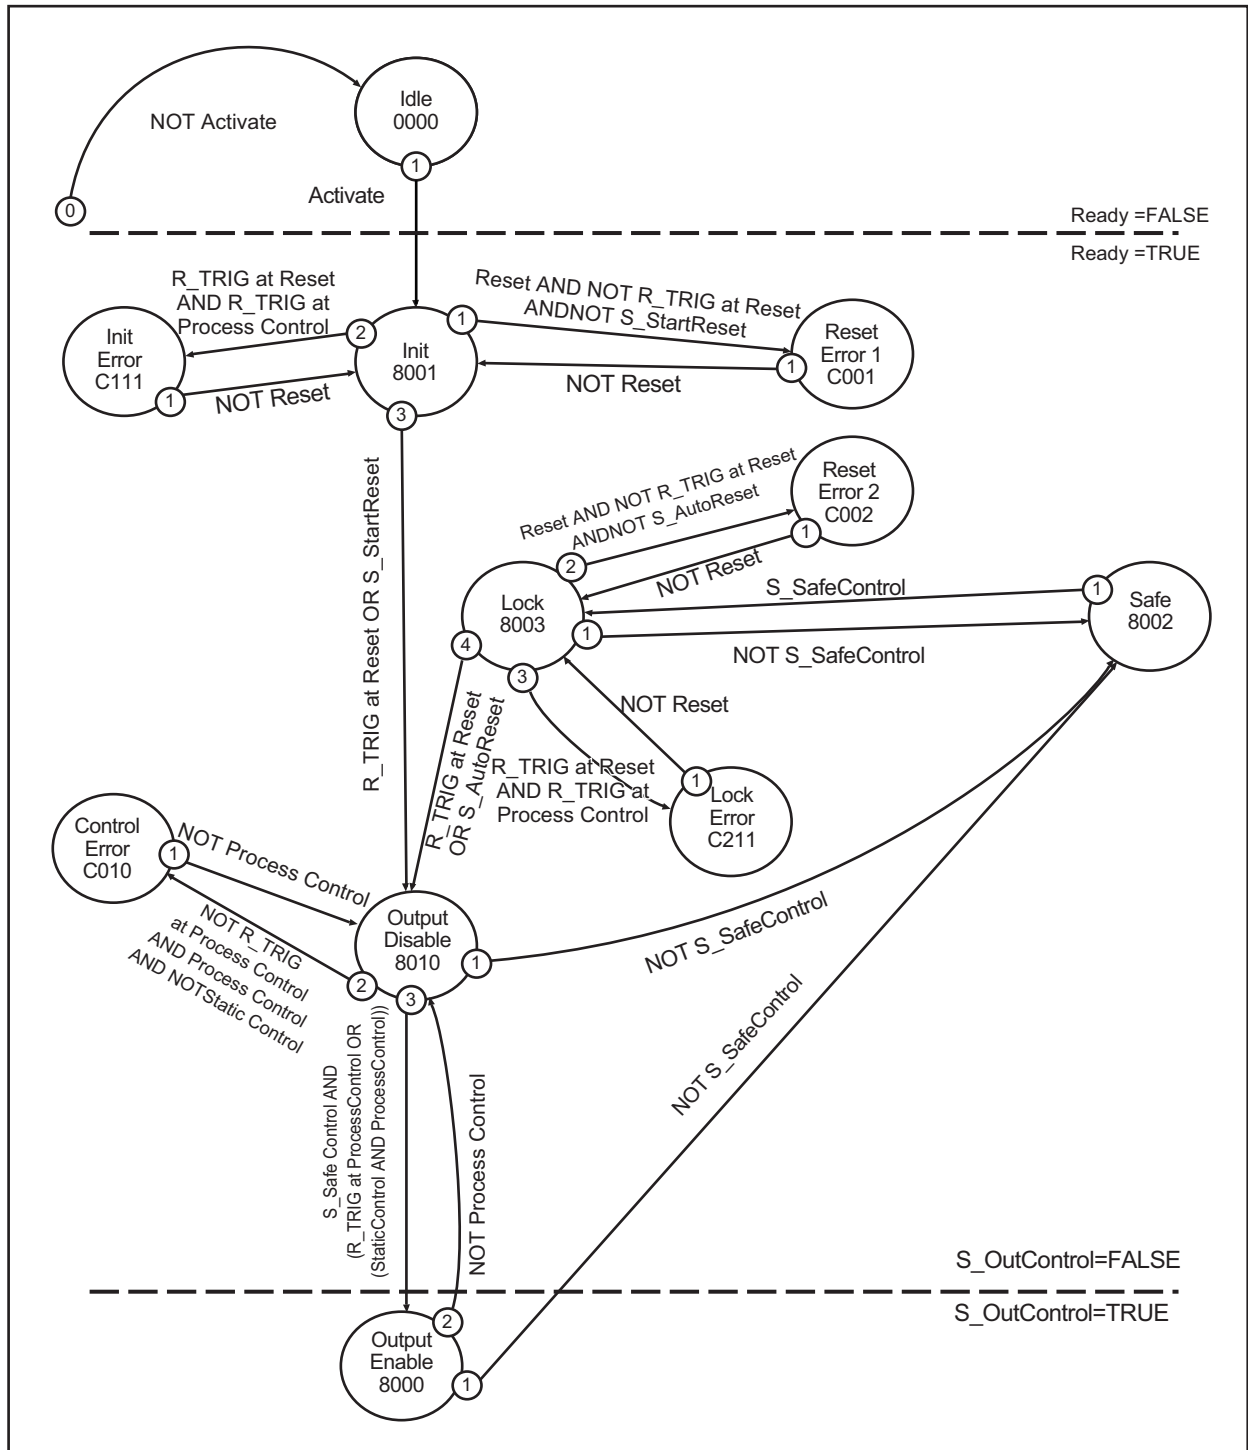 Idle
0000
1
NOT Activate
Activate
0
Ready =FALSE
Ready =TRUE
R_TRIG at Reset
AND R_TRIG at
Process Control
2
Init
Error
C111
1
NOT Reset
Init
8001
1
3
Reset AND NOT R_TRIG at Reset
ANDNOT S_StartReset
Reset
Error 1
C001
1
NOT Reset
R_TRIG at Reset OR S_StartReset
Reset AND NOT R_TRIG at Reset
ANDNOT S_AutoReset
Reset
Error 2
C002
1
NOT Reset
2
Lock
8003
1
4
3
S_SafeControl
1
Safe
8002
NOT S_SafeControl
NOT Reset
R_TRIG at Reset
OR S_AutoReset
R_TRIG at Reset
AND R_TRIG at
Process Control
1
Lock
Error
C211
Control
Error
C010
1
NOT Process Control
NOT R_TRIG
at Process Control
AND Process Control
AND NOTStatic Control
Output
Disable
8010
1
2
3
NOT S_SafeControl
NOT S_SafeControl
S_Safe Control AND
(R_TRIG at ProcessControl OR
(StaticControl AND ProcessControl))
NOT Process Control
S_OutControl=FALSE
S_OutControl=TRUE
2
Output
Enable
8000
1